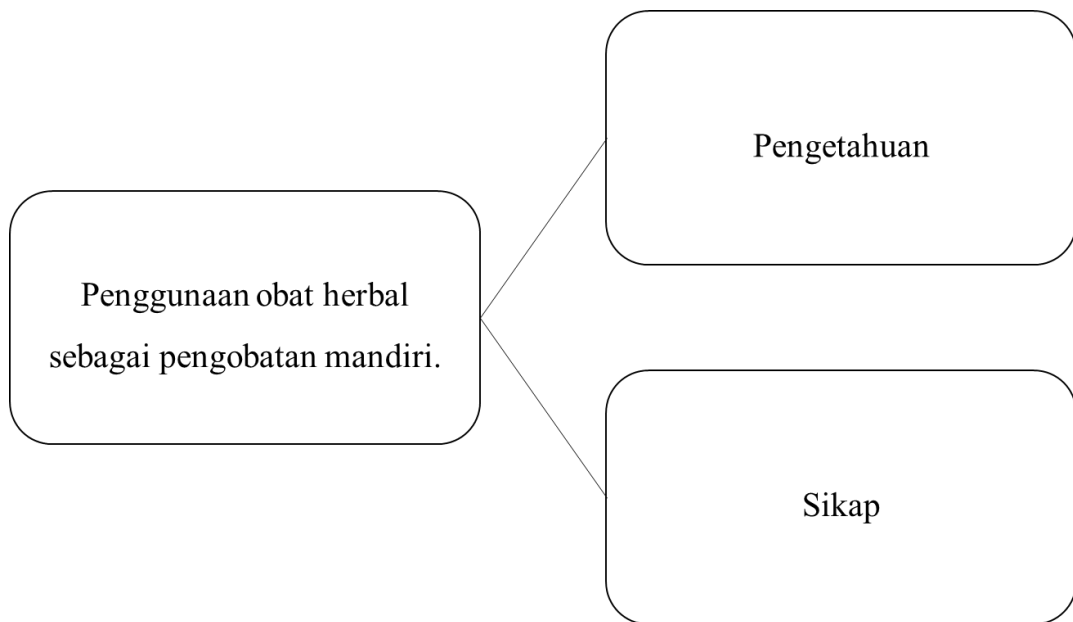 Pengetahuan
Penggunaan obat herbal
sebagai pengobatan mandiri.
Sikap